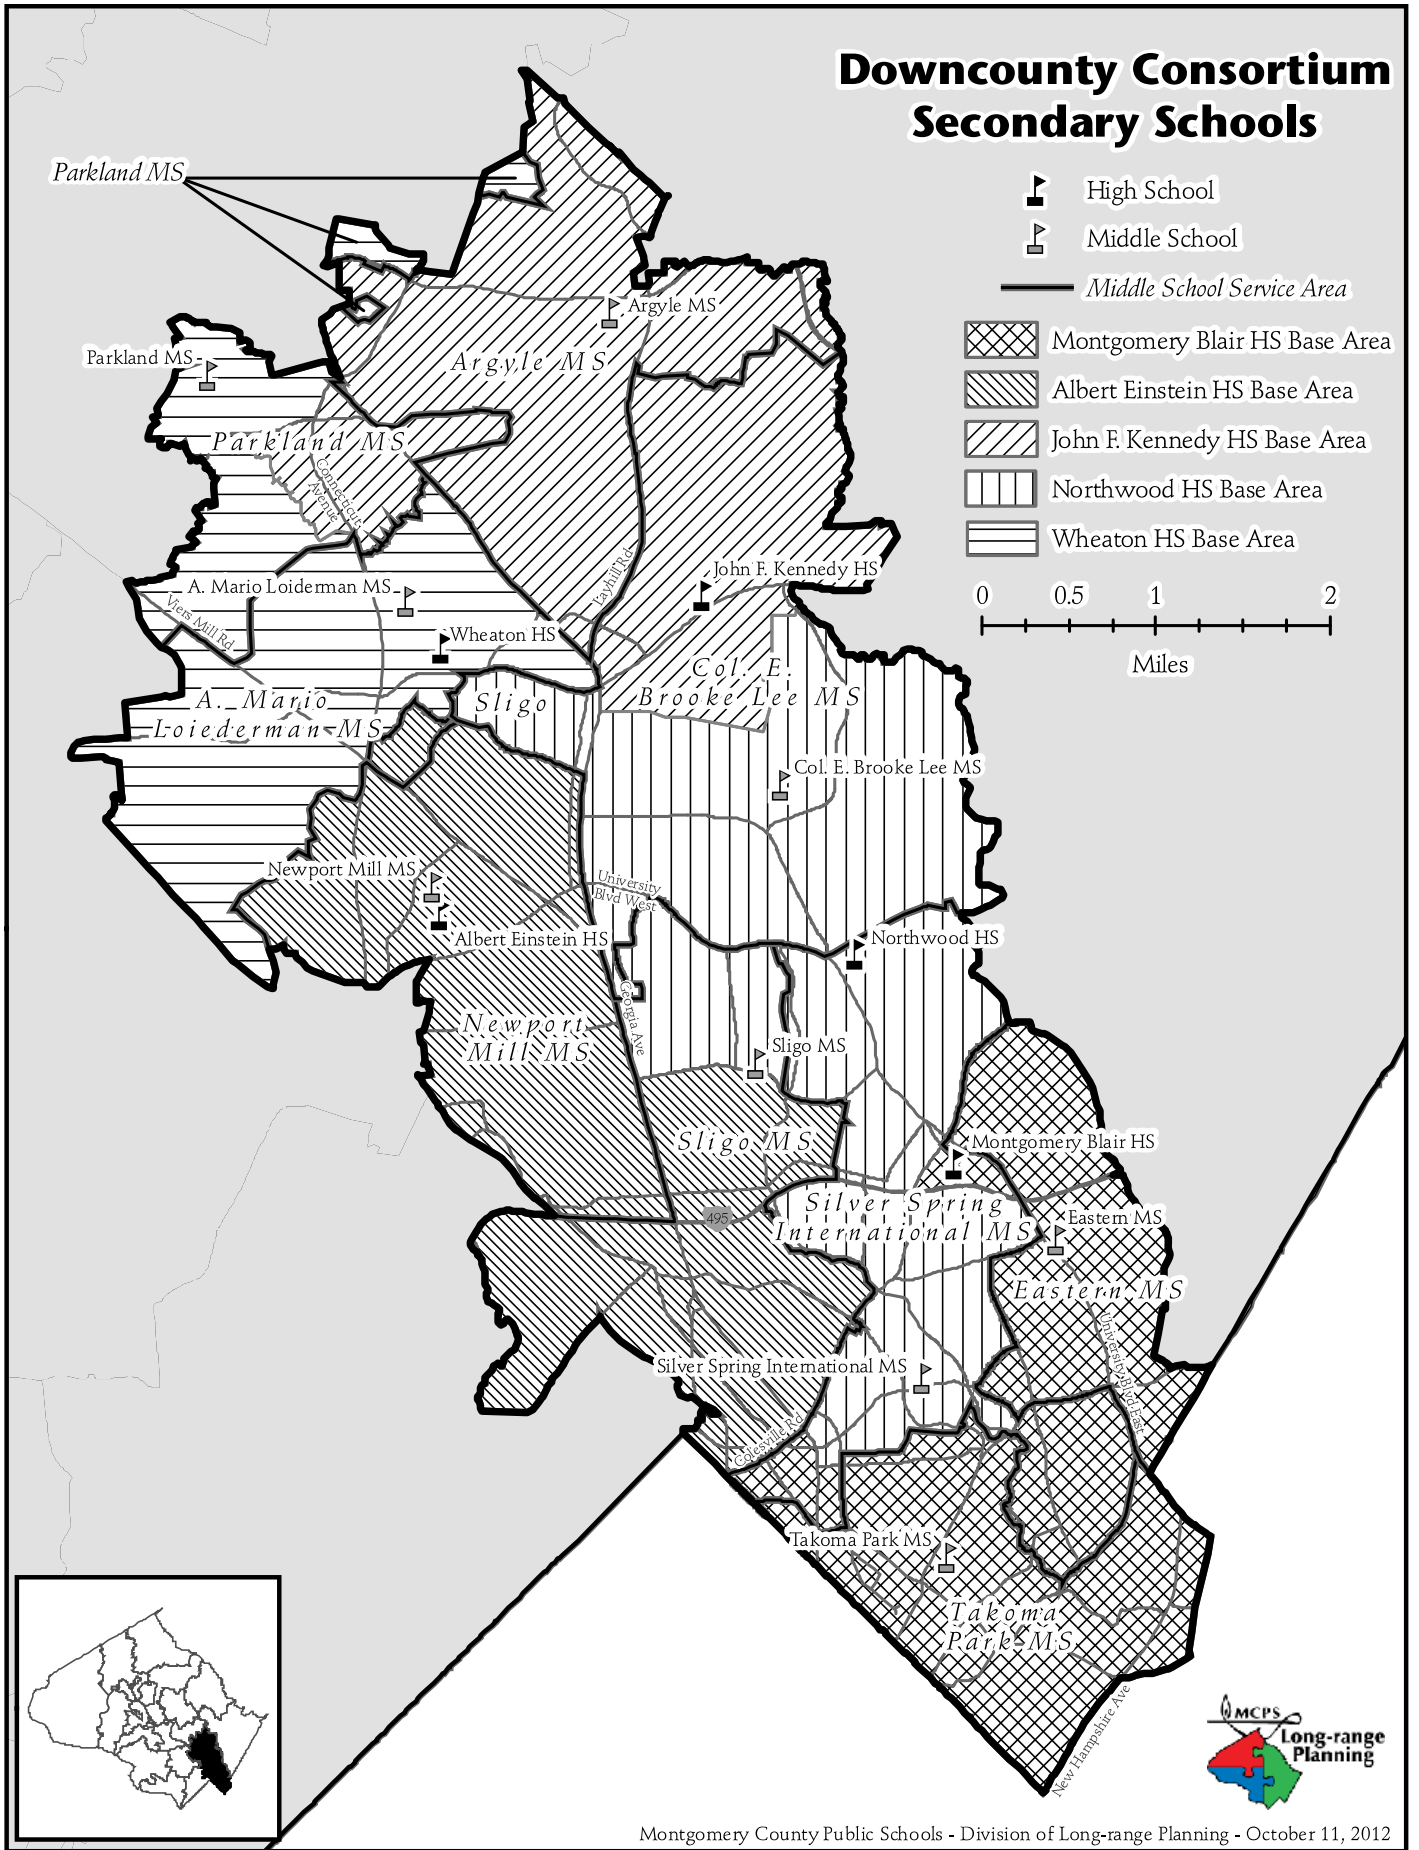 Downcounty Consortium
Secondary Schools
High School
Middle School
Middle School Service Area
Montgomery Blair HS Base Area
Albert Einstein HS Base Area
John F. Kennedy HS Base Area
Northwood HS Base Area
Wheaton HS Base Area
0 0.5 1 2
Miles
Parkland MS
Argyle MS
Parkland MS
Argyle MS
Parkland MS
Connecticut
Avenue
Layhill Rd
John F. Kennedy HS
A. Mario Loiderman MS
Viers Mill Rd
Wheaton HS
Col. E.
Brooke Lee MS
A. Mario
Loiederman MS
Sligo
Col. E. Brooke Lee MS
Newport Mill MS
University
Blvd West
Albert Einstein HS
Northwood HS
Georgia Ave
Newport
Mill MS
Sligo MS
Sligo MS
Montgomery Blair HS
Silver Spring
International MS
495
Eastern MS
Eastern MS
University Blvd East
Silver Spring International MS
Colesville Rd
Takoma Park MS
Takoma
Park MS
New Hampshire Ave
MCPS
Long-range
Planning
Montgomery County Public Schools - Division of Long-range Planning - October 11, 2012